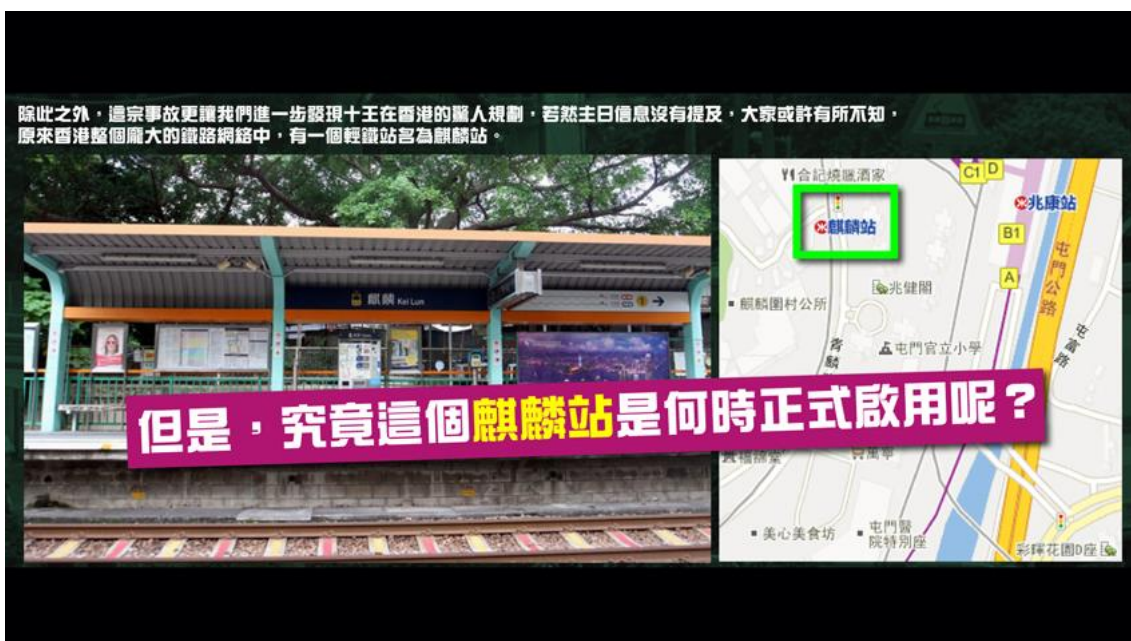 除此之外，這宗事故更讓我們進一步發現十王在香港的驚人規劃，若然主日信息沒有提及，大家或許有所不知，
原來香港整個龐大的鐵路網絡中，有一個輕鐵站名為麒麟站。
合記燒臘酒家
C1 D
兆康站
麒麟站
B1
屯門公路
A
兆健閣
麒麟圍村公所
麒麟 Kei Lun
1
屯富路
青麟路
屯門官立小學
但是，究竟這個麒麟站是何時正式啟用呢？
美心美食坊
屯門醫
院特別座
彩暉花園D座